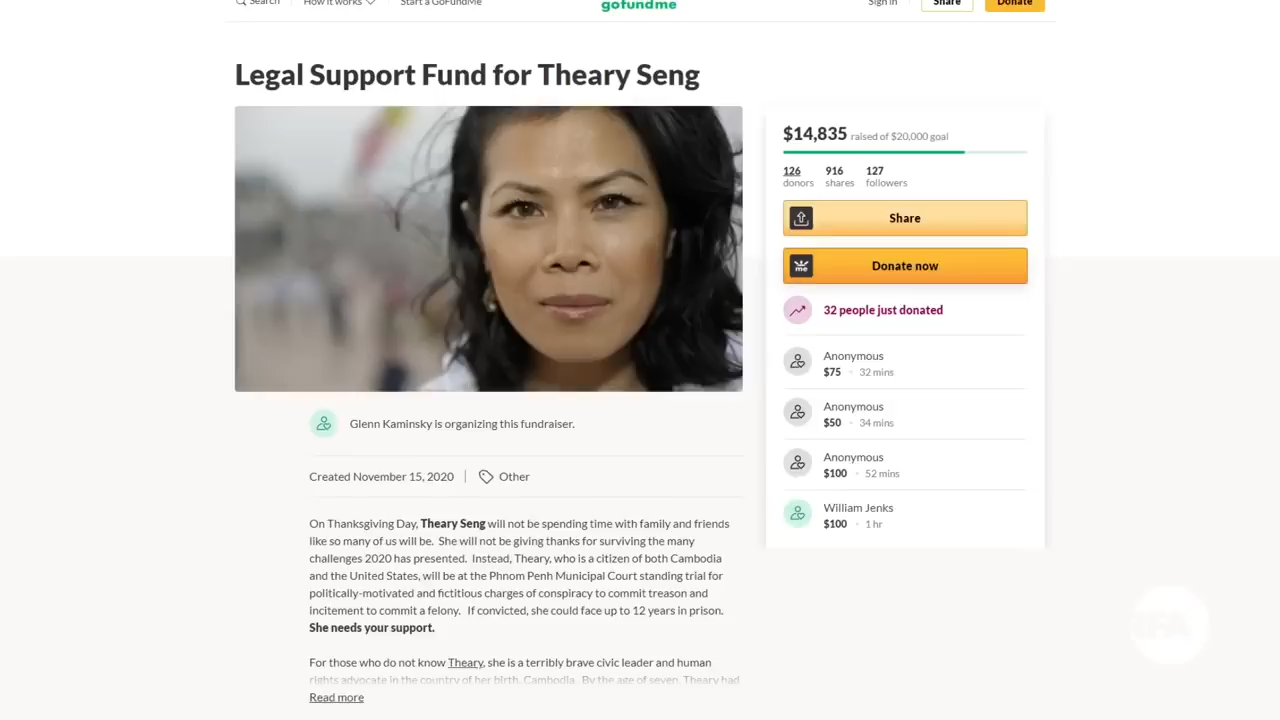 Search
How it works
Start a GoFundMe
gofundme
Sign in
Share
Donate
Legal Support Fund for Theary Seng
$14,835 raised of $20,000 goal
126 916 127
donors shares followers
Share
me Donate now
32 people just donated
Anonymous
$75 · 32 mins
Anonymous
$50 · 34 mins
Anonymous
$100 · 52 mins
William Jenks
$100 · 1 hr
Glenn Kaminsky is organizing this fundraiser.
Created November 15, 2020 | Other
On Thanksgiving Day, Theary Seng will not be spending time with family and friends
like so many of us will be. She will not be giving thanks for surviving the many
challenges 2020 has presented. Instead, Theary, who is a citizen of both Cambodia
and the United States, will be at the Phnom Penh Municipal Court standing trial for
politically-motivated and fictitious charges of conspiracy to commit treason and
incitement to commit a felony. If convicted, she could face up to 12 years in prison.
She needs your support.
For those who do not know Theary, she is a terribly brave civic leader and human
rights advocate in the country of her birth, Cambodia. By the age of seven, Theary had
Read more